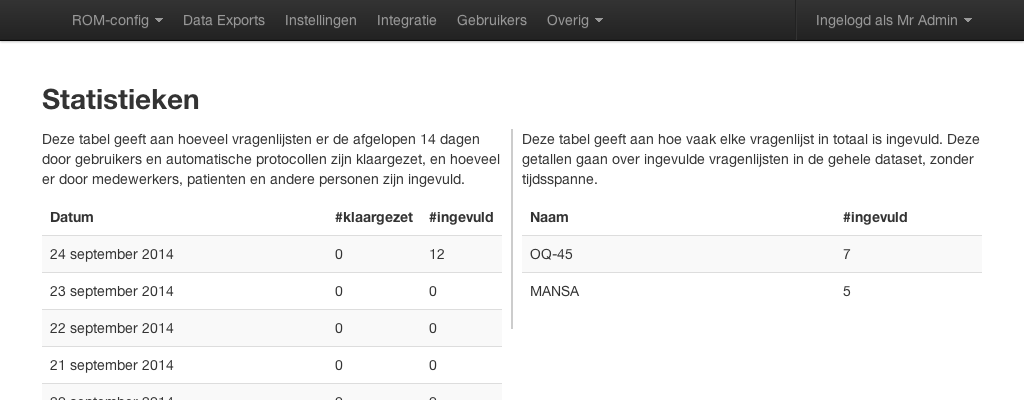 ROM-config Data Exports Instellingen Integratie Gebruikers Overig Ingelogd als Mr Admin
Statistieken
Deze tabel geeft aan hoeveel vragenlijsten er de afgelopen 14 dagen
door gebruikers en automatische protocollen zijn klaargezet, en hoeveel
er door medewerkers, patienten en andere personen zijn ingevuld.
Datum #klaargezet #ingevuld
24 september 2014 0 12
23 september 2014 0 0
22 september 2014 0 0
21 september 2014 0 0
Deze tabel geeft aan hoe vaak elke vragenlijst in totaal is ingevuld. Deze
getallen gaan over ingevulde vragenlijsten in de gehele dataset, zonder
tijdsspanne.
Naam #ingevuld
OQ-45 7
MANSA 5